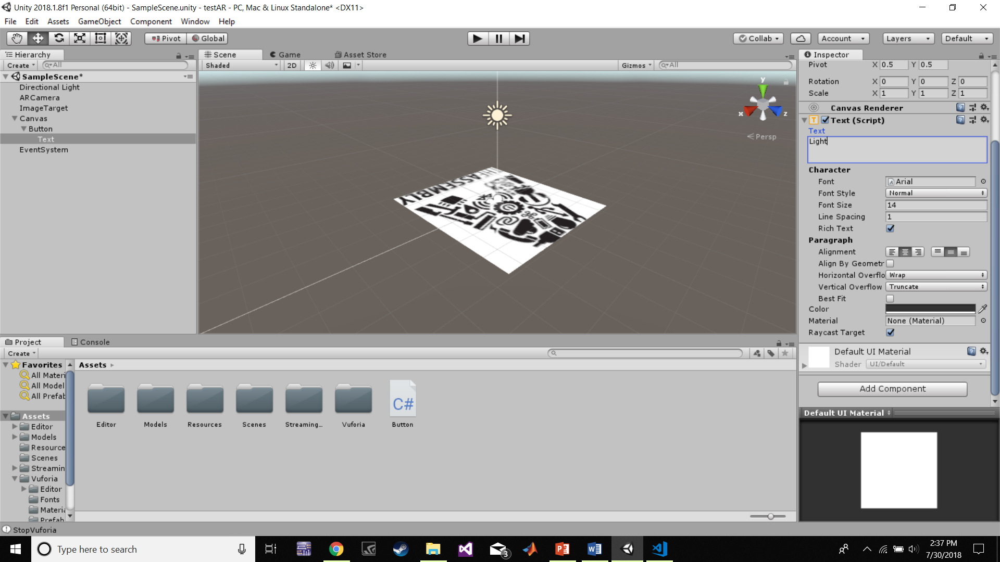 Unity 2018.1.8f1 Personal (64bit) - SampleScene.unity - testAR - PC, Mac & Linux Standalone* <DX11>
File Edit Assets GameObject Component Window Help
Pivot Global Collab Account Layers Default
Hierarchy
Create All
SampleScene*
Directional Light
ARCamera
ImageTarget
Canvas
Button
Text
EventSystem
Scene Game Asset Store
Shaded 2D Gizmos All
y
x z
Persp
ASSEMBLY
Inspector
Pivot X 0.5 Y 0.5
Rotation X 0 Y 0 Z 0
Scale X 1 Y 1 Z 1
Canvas Renderer
Text (Script)
Text
Light
Character
Font Arial
Font Style Normal
Font Size 14
Line Spacing 1
Rich Text
Paragraph
Alignment
Align By Geometr
Horizontal Overflo Wrap
Vertical Overflow Truncate
Best Fit
Color
Material None (Material)
Raycast Target
Default UI Material
Shader UI/Default
Add Component
Default UI Material
Project Console
Create
Favorites
All Materi
All Model
All Prefab
Assets
Editor
Models
Resource
Scenes
Streamin
Vuforia
Editor
Fonts
Materia
Prefab
Assets
Editor Models Resources Scenes Streaming... Vuforia C# Button
StopVuforia
Type here to search
3
2:37 PM
7/30/2018